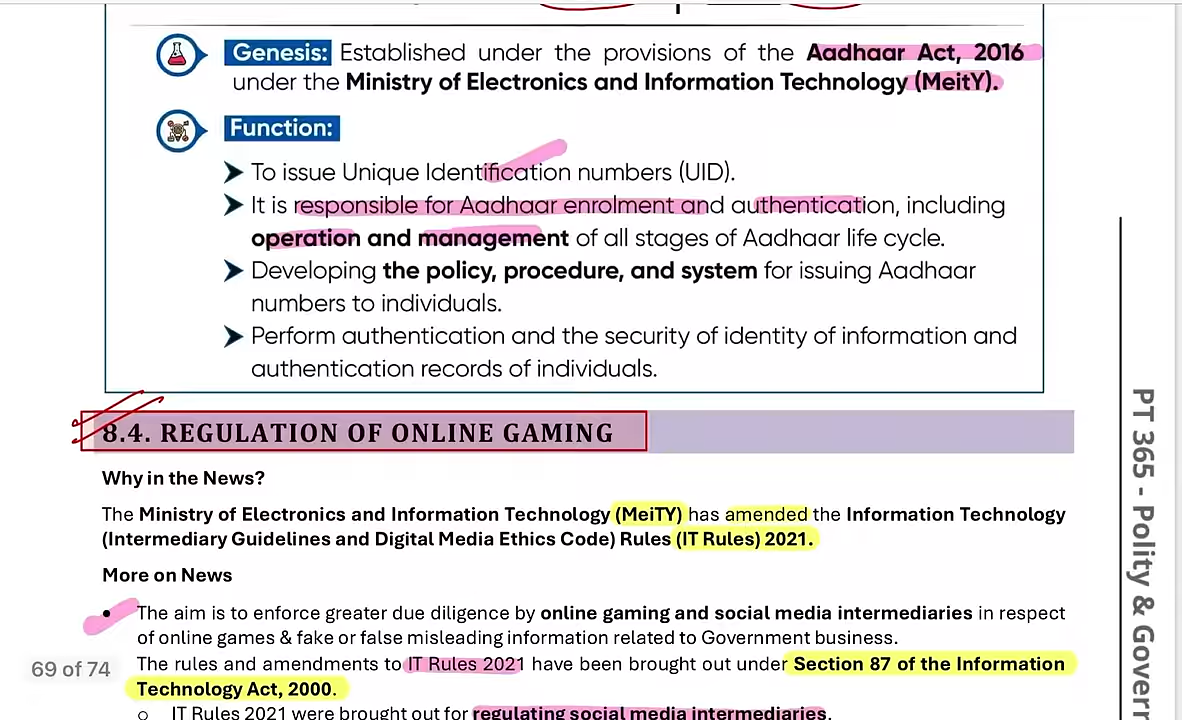 Genesis: Established under the provisions of the Aadhaar Act, 2016
under the Ministry of Electronics and Information Technology (MeitY).
Function:
➤ To issue Unique Identification numbers (UID).
➤ It is responsible for Aadhaar enrolment and authentication, including
operation and management of all stages of Aadhaar life cycle.
➤ Developing the policy, procedure, and system for issuing Aadhaar
numbers to individuals.
➤ Perform authentication and the security of identity of information and
authentication records of individuals.
8.4. REGULATION OF ONLINE GAMING
Why in the News?
The Ministry of Electronics and Information Technology (MeiTY) has amended the Information Technology
(Intermediary Guidelines and Digital Media Ethics Code) Rules (IT Rules) 2021.
More on News
• The aim is to enforce greater due diligence by online gaming and social media intermediaries in respect
of online games & fake or false misleading information related to Government business.
The rules and amendments to IT Rules 2021 have been brought out under Section 87 of the Information
Technology Act, 2000.
o IT Rules 2021 were brought out for regulating social media intermediaries.
69 of 74
PT 365 - Polity & Govern